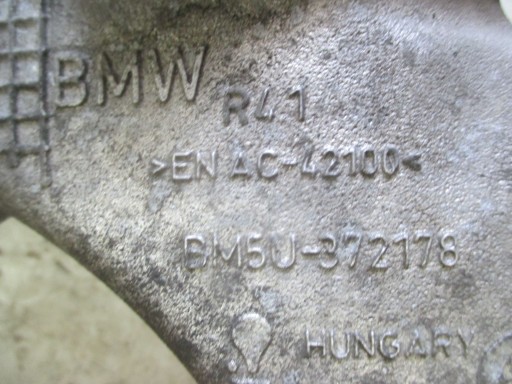 BMW
R41
>EN AC-42100<
BM5U-372178
HUNGARY